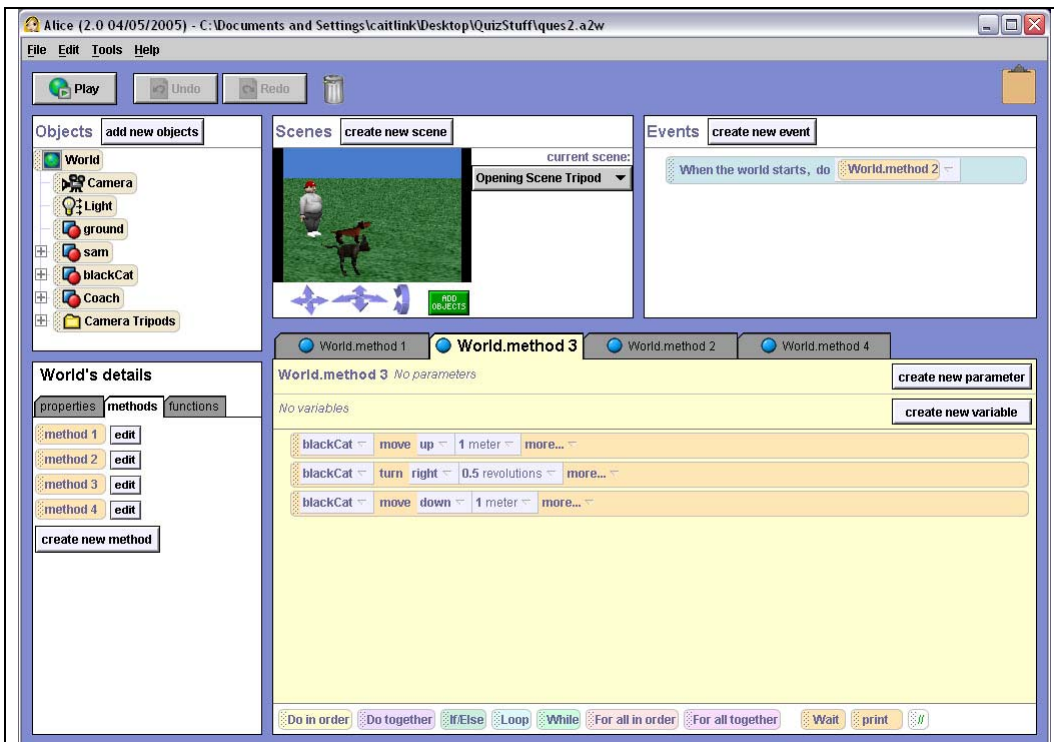 Alice (2.0 04/05/2005) - C:\Documents and Settings\caitlink\Desktop\QuizStuff\ques2.a2w
File Edit Tools Help
Play Undo Redo
Objects add new objects
World
Camera
Light
ground
sam
blackCat
Coach
Camera Tripods
Scenes create new scene
current scene:
Opening Scene Tripod
ADD OBJECTS
Events create new event
When the world starts, do World.method 2
World's details
properties methods functions
method 1 edit
method 2 edit
method 3 edit
method 4 edit
create new method
World.method 1 World.method 3 World.method 2 World.method 4
World.method 3 No parameters create new parameter
No variables create new variable
blackCat move up 1 meter more...
blackCat turn right 0.5 revolutions more...
blackCat move down 1 meter more...
Do in order Do together If/Else Loop While For all in order For all together Wait print //